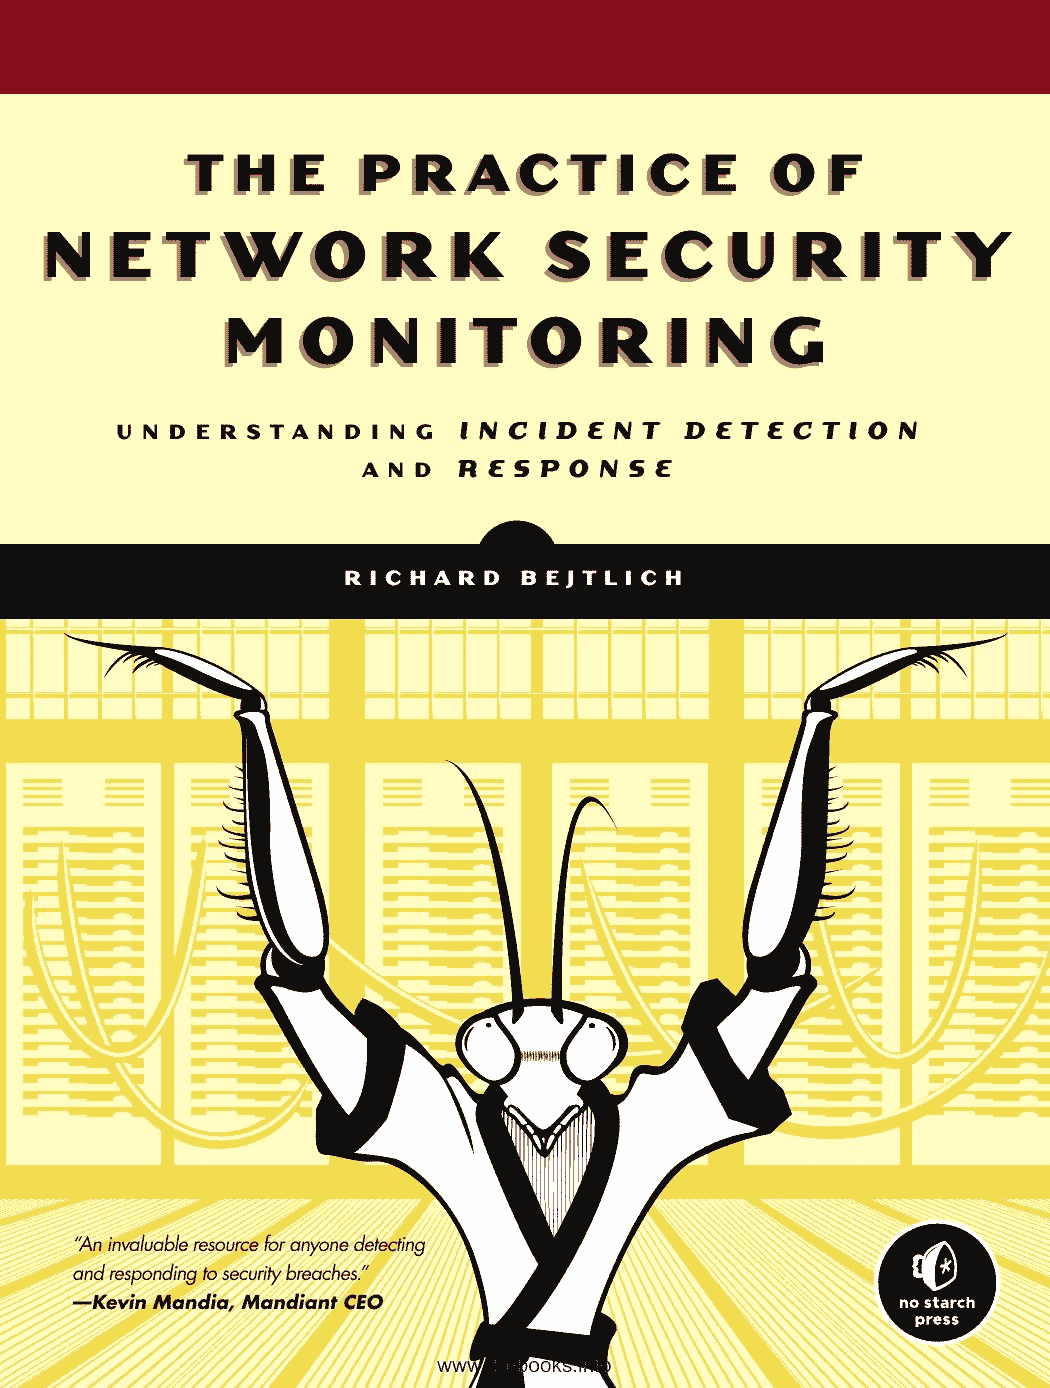 THE PRACTICE OF
NETWORK SECURITY
MONITORING
UNDERSTANDING INCIDENT DETECTION
AND RESPONSE
RICHARD BEJTLICH
“An invaluable resource for anyone detecting
and responding to security breaches.”
—Kevin Mandia, Mandiant CEO
no starch
press